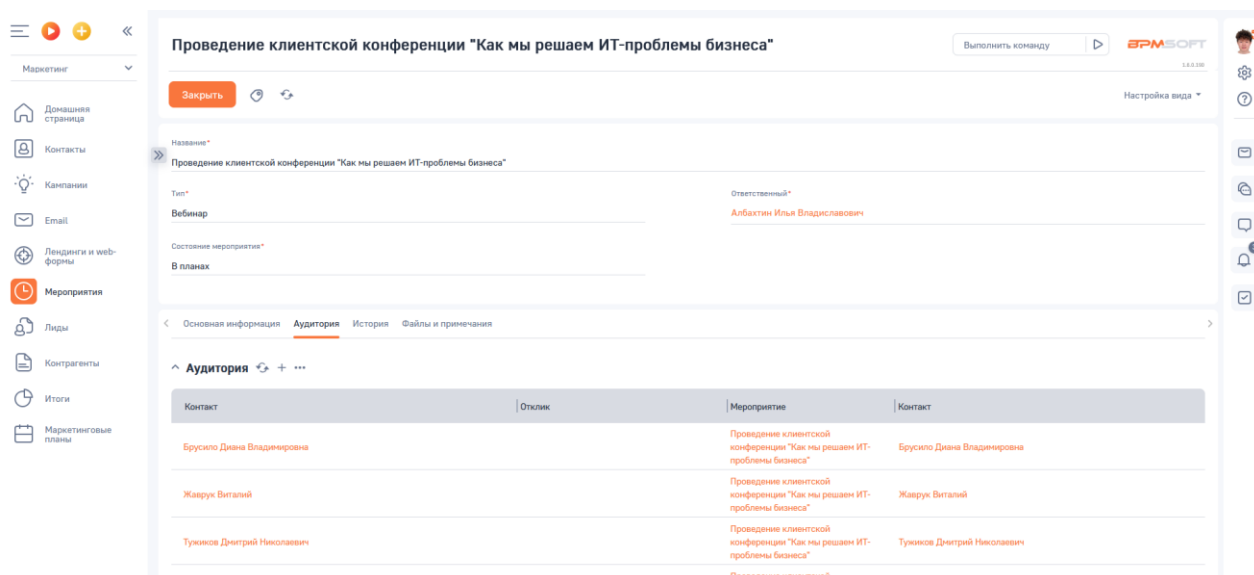 Проведение клиентской конференции "Как мы решаем ИТ-проблемы бизнеса"
Выполнить команду
BPMSOFT
Маркетинг
Закрыть
Настройка вида
Домашняя
страница
Контакты
Кампании
Email
Лендинги и web-
формы
Мероприятия
Лиды
Контрагенты
Итоги
Маркетинговые
планы
Название*
Проведение клиентской конференции "Как мы решаем ИТ-проблемы бизнеса"
Тип*
Вебинар
Ответственный*
Албахтин Илья Владиславович
Состояние мероприятия*
В планах
Основная информация Аудитория История Файлы и примечания
Аудитория
Контакт Отклик Мероприятие Контакт
Брусило Диана Владимировна
Проведение клиентской
конференции "Как мы решаем ИТ-
проблемы бизнеса"
Брусило Диана Владимировна
Жаврук Виталий
Проведение клиентской
конференции "Как мы решаем ИТ-
проблемы бизнеса"
Жаврук Виталий
Тужиков Дмитрий Николаевич
Проведение клиентской
конференции "Как мы решаем ИТ-
проблемы бизнеса"
Тужиков Дмитрий Николаевич